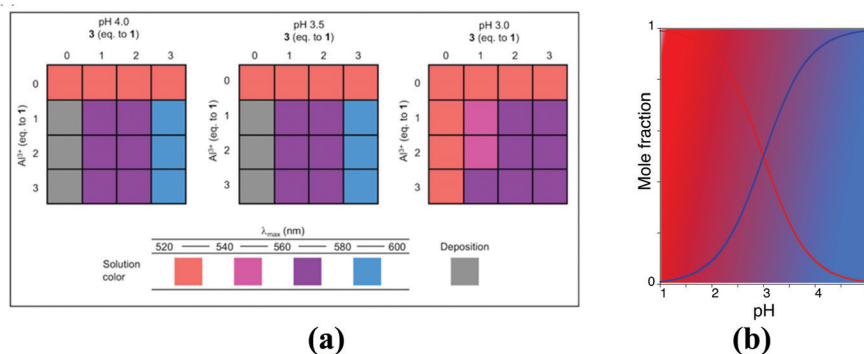 pH 4.0
3 (eq. to 1)
0 1 2 3
0
1
2
3
Al3+ (eq. to 1)
pH 3.5
3 (eq. to 1)
0 1 2 3
0
1
2
3
Al3+ (eq. to 1)
pH 3.0
3 (eq. to 1)
0 1 2 3
0
1
2
3
Al3+ (eq. to 1)
λmax (nm)
520 — 540 — 560 — 580 — 600
Deposition
Solution
color
(a)
1
Mole fraction
0
1 2 3 4
pH
(b)